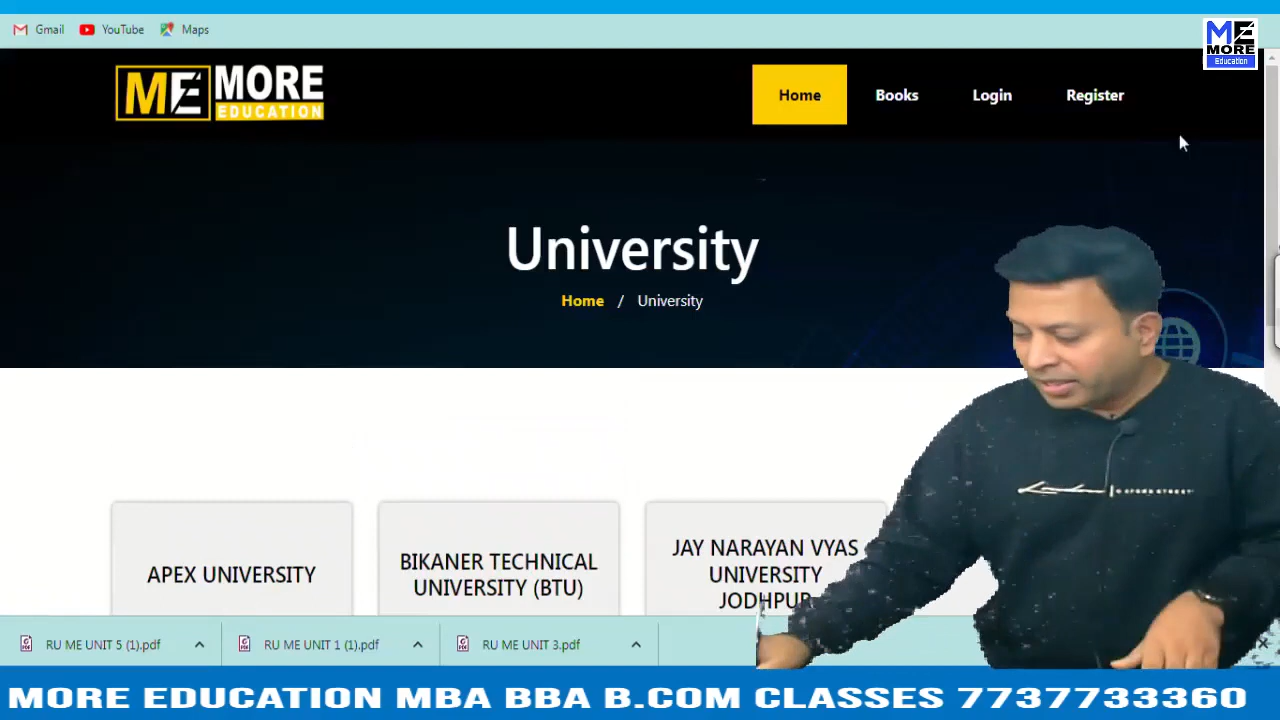 Gmail YouTube Maps
ME MORE Education
ME MORE EDUCATION
Home Books Login Register
University
Home / University
APEX UNIVERSITY
BIKANER TECHNICAL
UNIVERSITY (BTU)
JAY NARAYAN VYAS
UNIVERSITY
JODHPUR
RU ME UNIT 5 (1).pdf RU ME UNIT 1 (1).pdf RU ME UNIT 3.pdf
MORE EDUCATION MBA BBA B.COM CLASSES 7737733360